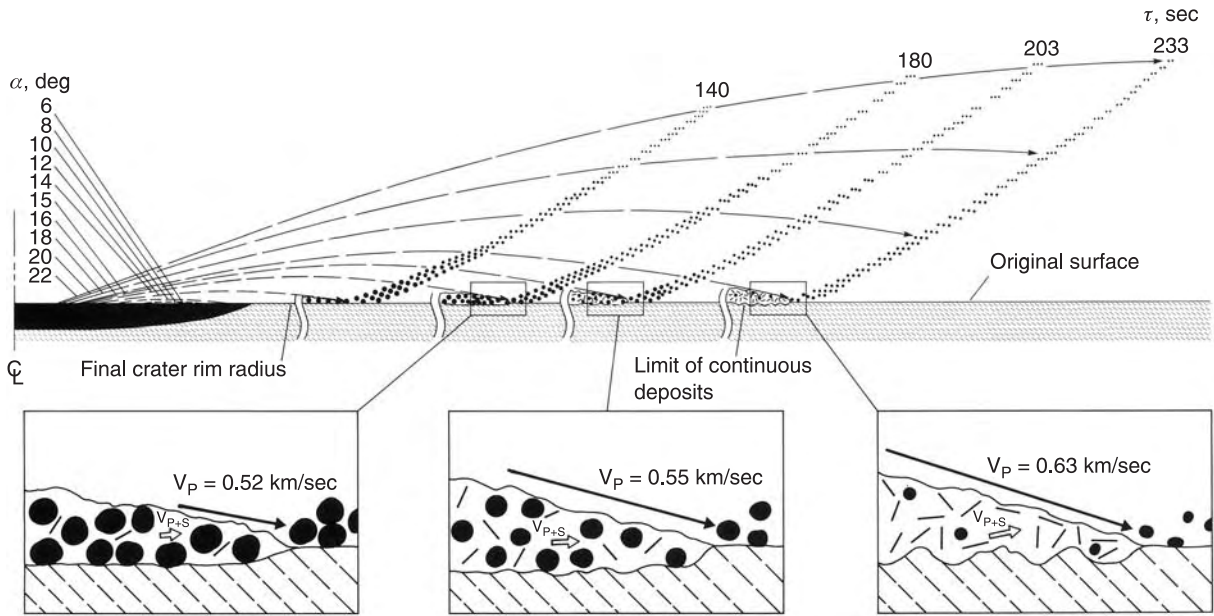 τ, sec
233
203
180
140
α, deg
6
8
10
12
14
15
16
18
20
22
Original surface
Final crater rim radius
Limit of continuous
deposits
℄
V_P = 0.52 km/sec
V_P+S
V_P = 0.55 km/sec
V_P+S
V_P = 0.63 km/sec
V_P+S